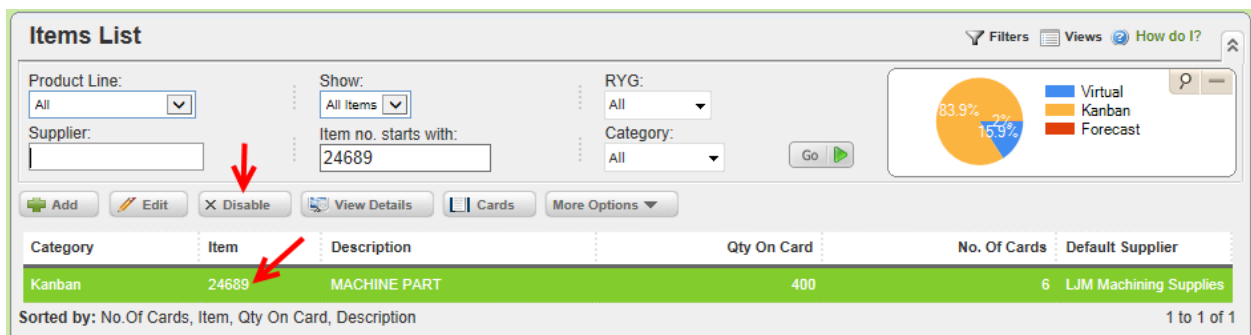 Items List
Filters Views How do I?
Product Line: Show: RYG:
All All Items All
Supplier: Item no. starts with: Category:
24689 All Go
83.9% 2% 15.9%
Virtual
Kanban
Forecast
Add Edit X Disable View Details Cards More Options
Category Item Description Qty On Card No. Of Cards Default Supplier
Kanban 24689 MACHINE PART 400 6 LJM Machining Supplies
Sorted by: No.Of Cards, Item, Qty On Card, Description 1 to 1 of 1